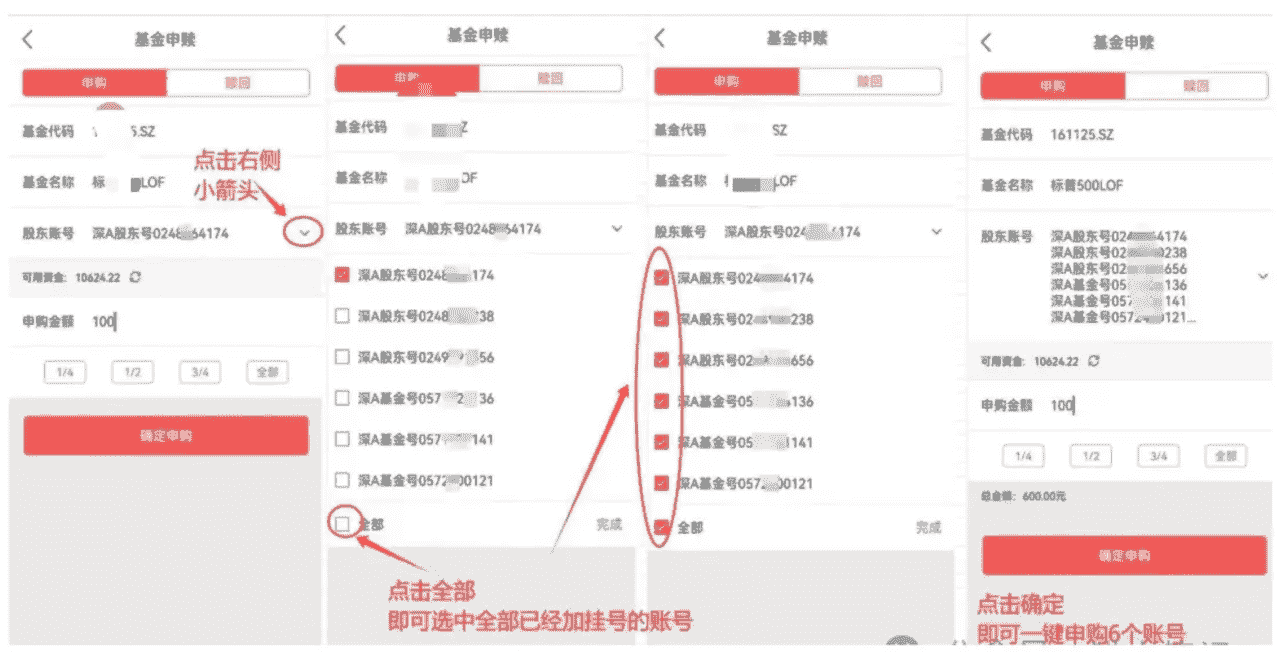 基金申赎
申购 赎回
基金代码 5.SZ
基金名称 标 LOF
点击右侧
小箭头
股东账号 深A股东号0248 64174
可用资金: 10624.22
申购金额 100
1/4 1/2 3/4 全部
确定申购
基金申赎
申购 赎回
基金代码 Z
基金名称 OF
股东账号 深A股东号0248 64174
深A股东号0248 174
深A股东号0248 38
深A股东号0249 56
深A基金号057 2 36
深A基金号057 141
深A基金号0572 00121
全部 完成
点击全部
即可选中全部已经加挂号的账号
基金申赎
申购 赎回
基金代码 SZ
基金名称 LOF
股东账号 深A股东号024 174
深A股东号024 4174
深A股东号02 238
深A股东号02 656
深A基金号05 136
深A基金号05 1141
深A基金号057 00121
全部 完成
基金申赎
申购 赎回
基金代码 161125.SZ
基金名称 标普500LOF
股东账号 深A股东号024 4174
深A股东号02 0238
深A股东号02 656
深A基金号05 136
深A基金号057 141
深A基金号0572 0121...
可用资金: 10624.22
申购金额 100
1/4 1/2 3/4 全部
总金额: 600.00元
确定申购
点击确定
即可一键申购6个账号